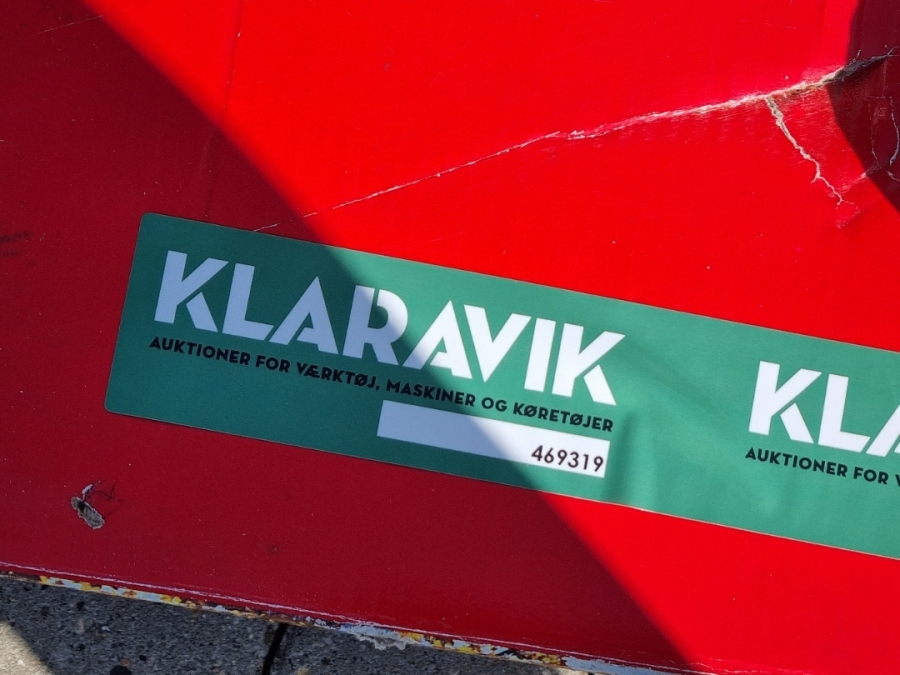 KLARAVIK
AUKTIONER FOR VÆRKTØJ, MASKINER OG KØRETØJER
469319
KLA
AUKTIONER FOR V